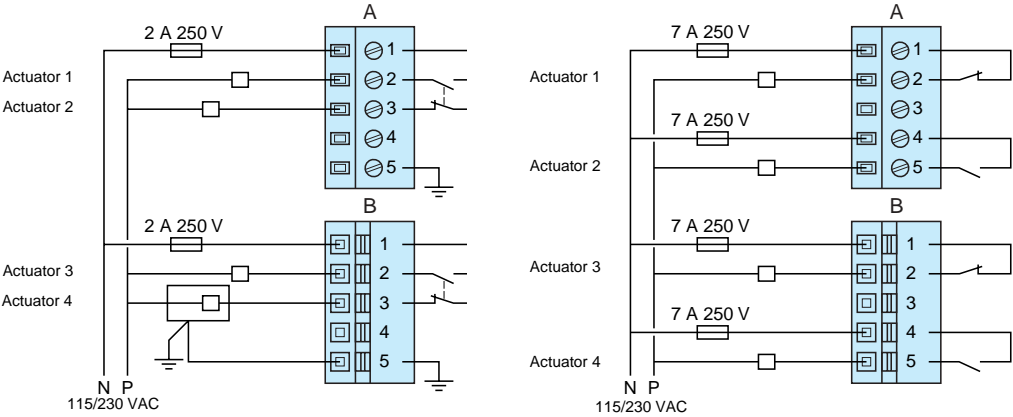 A
2 A 250 V
1
Actuator 1
2
Actuator 2
3
4
5
B
2 A 250 V
1
Actuator 3
2
Actuator 4
3
4
5
N P
115/230 VAC
A
7 A 250 V
1
Actuator 1
2
3
7 A 250 V
4
Actuator 2
5
B
7 A 250 V
1
Actuator 3
2
3
7 A 250 V
4
Actuator 4
5
N P
115/230 VAC